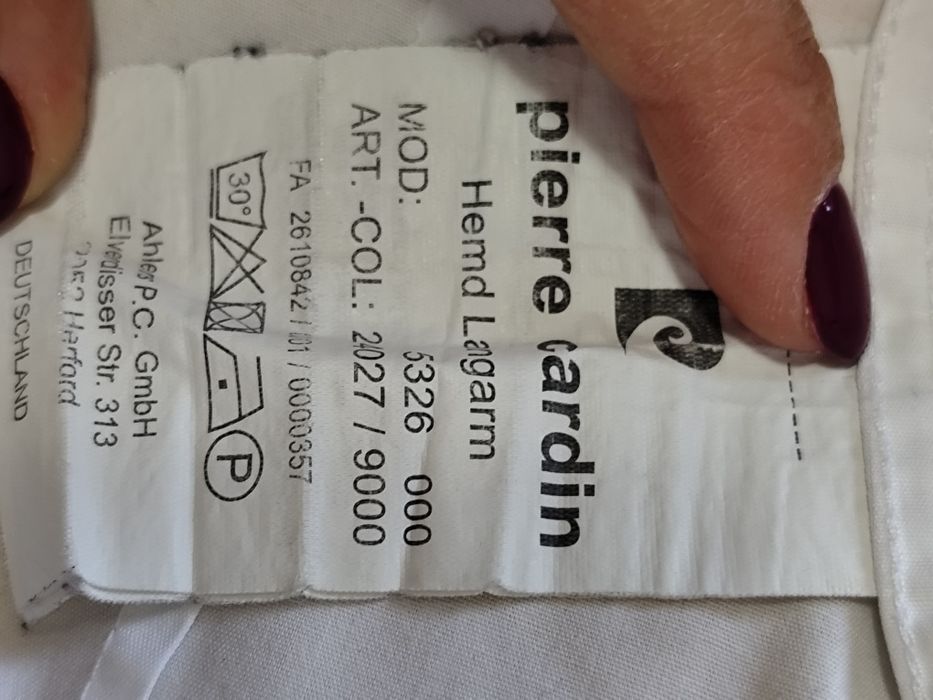 pierre cardin
Hemd Lagarm
MOD: 5326 000
ART.-COL: 2027 / 9000
FA 2610842 / 01 / 0000357
30° P
Ahlers P.C. GmbH
Elverdisser Str. 313
Herford
DEUTSCHLAND